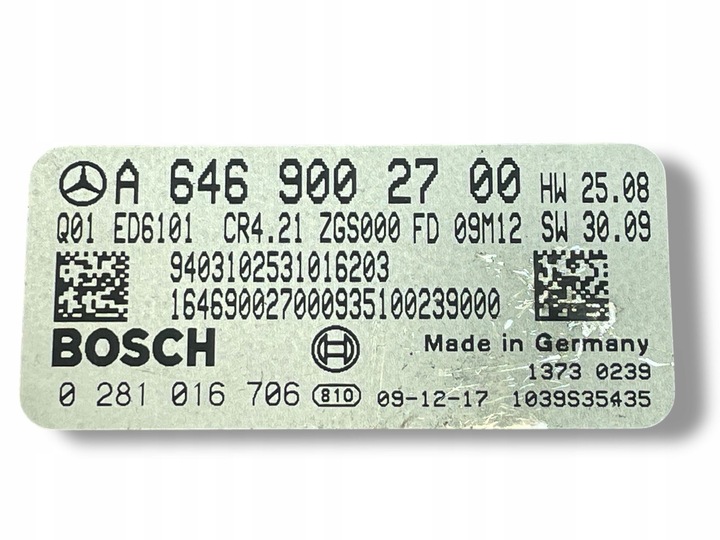 A 646 900 27 00 HW 25.08
Q01 ED6101 CR4.21 ZGS000 FD 09M12 SW 30.09
9403102531016203
164690027000935100239000
BOSCH Made in Germany
1373 0239
0 281 016 706 810 09-12-17 1039S35435